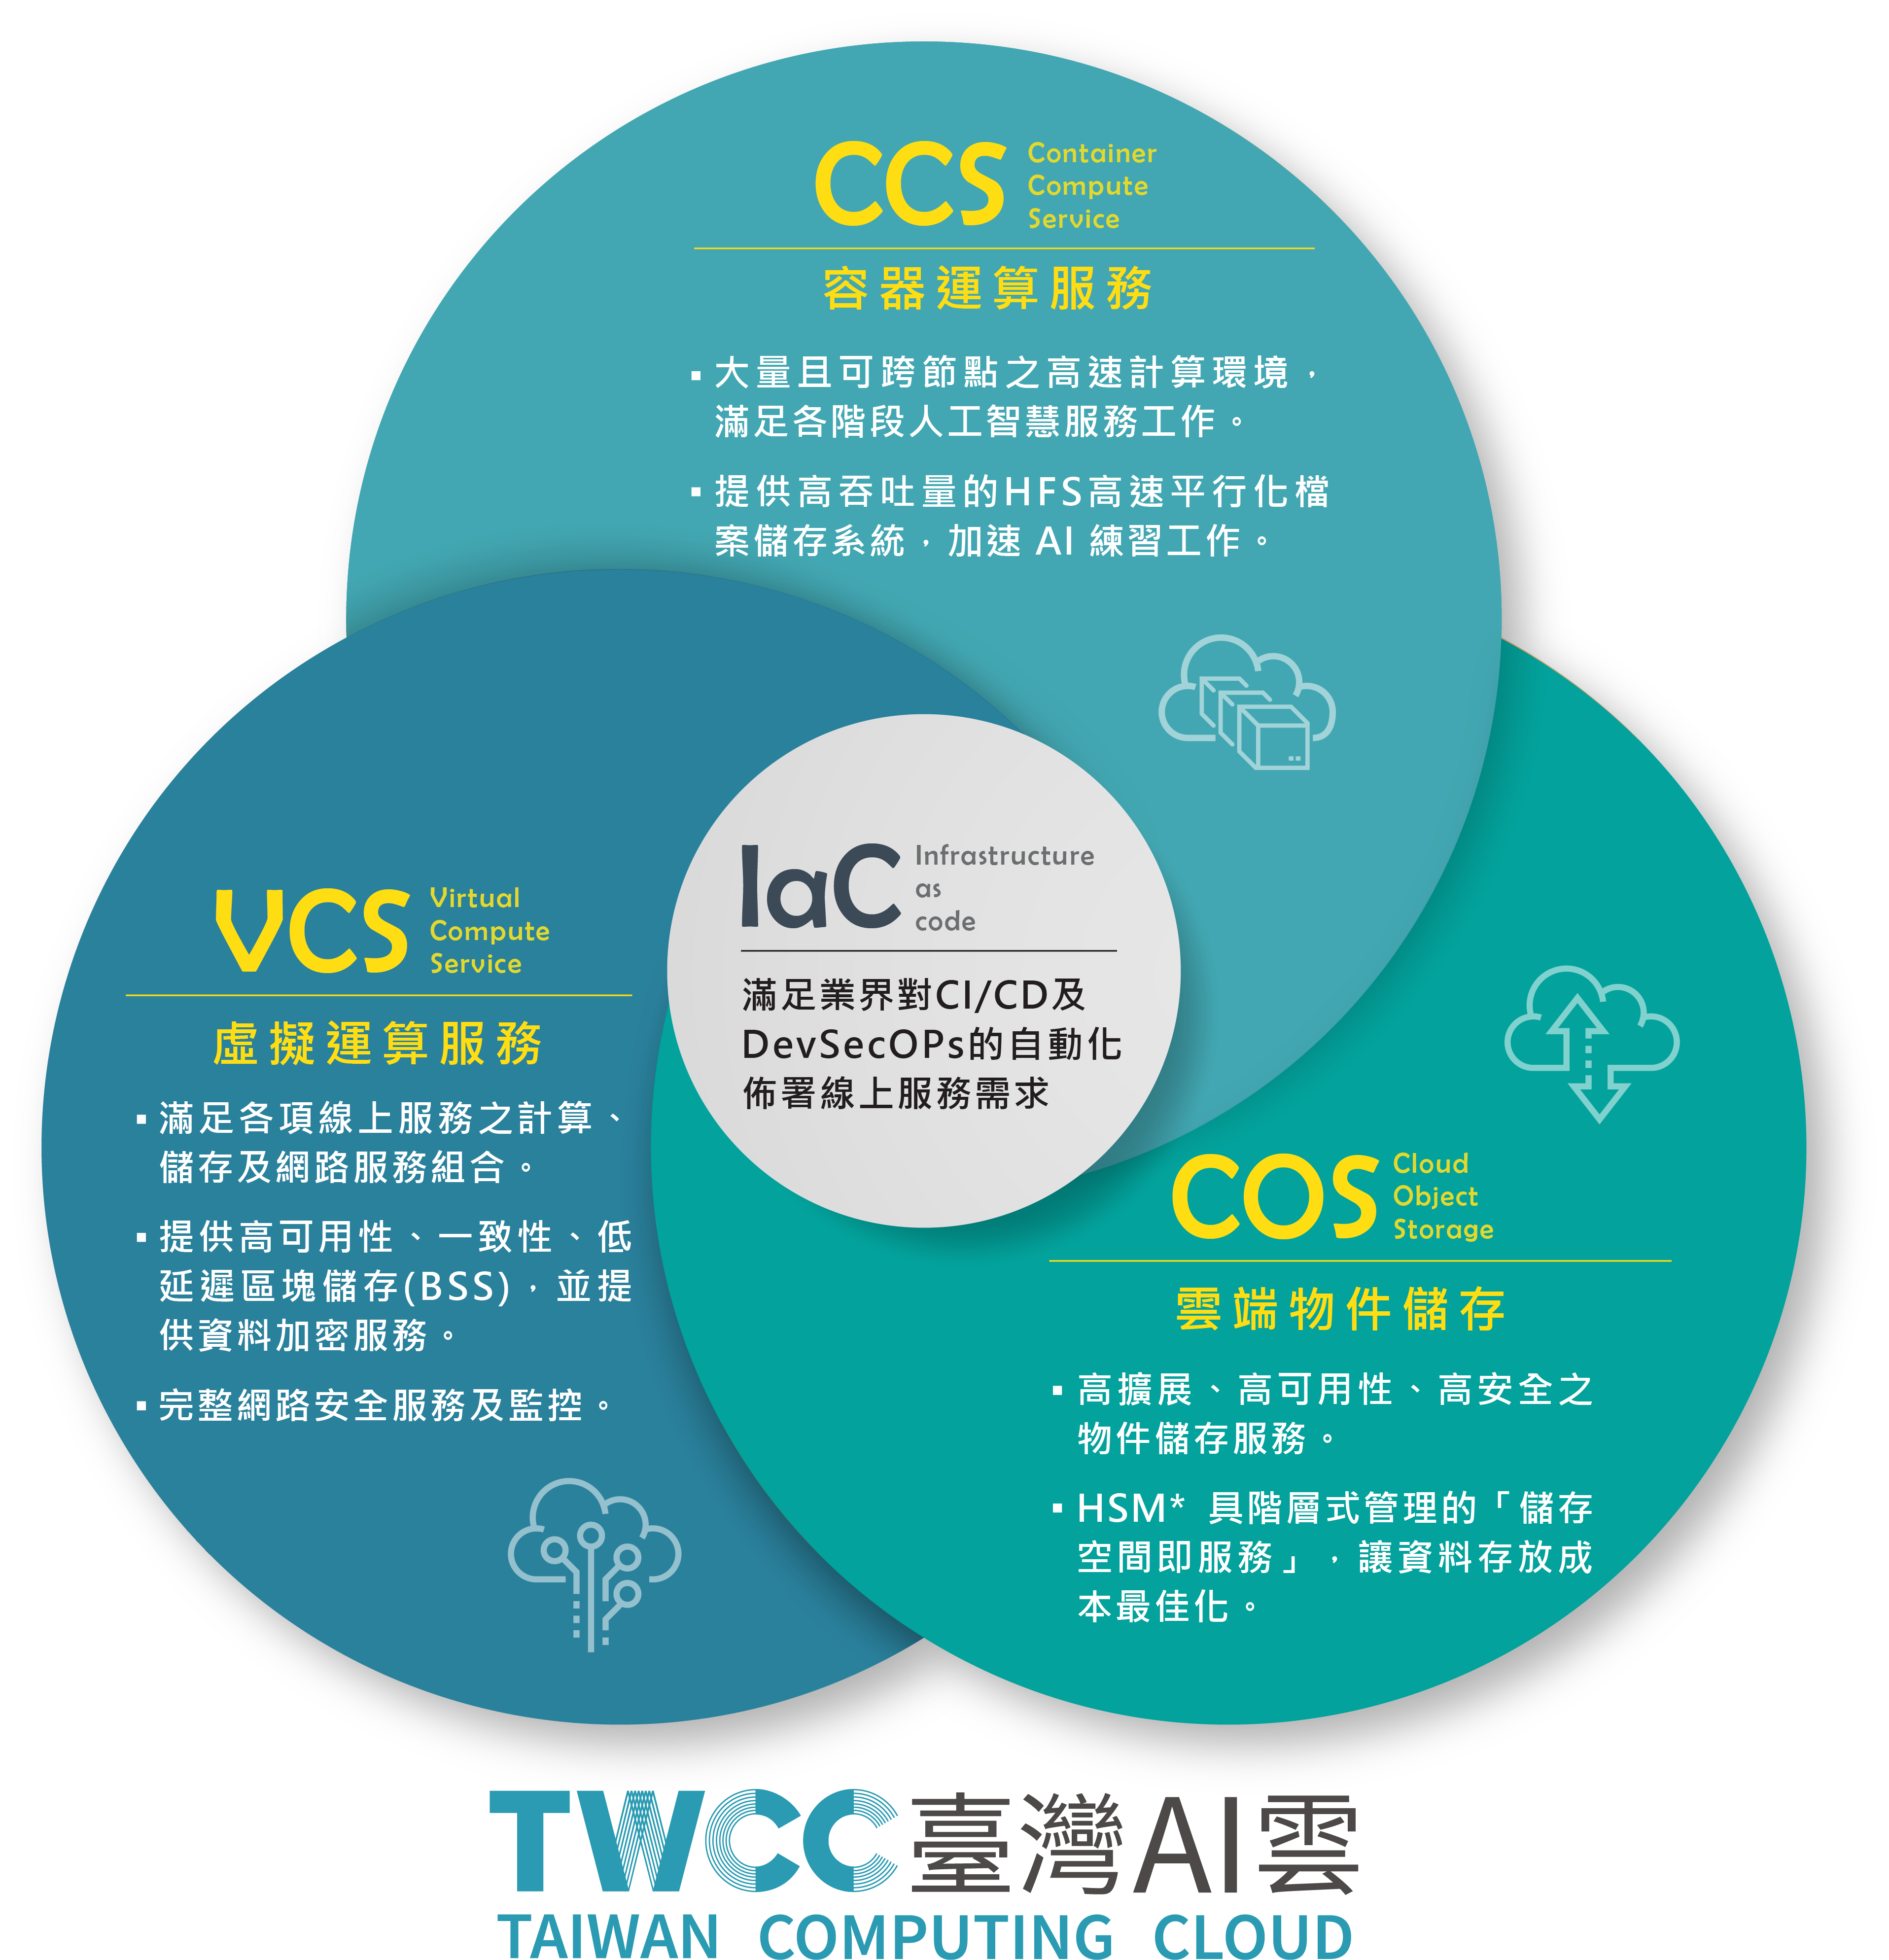 CCS
Container
Compute
Service
容器運算服務
▪ 大量且可跨節點之高速計算環境，
滿足各階段人工智慧服務工作。
▪ 提供高吞吐量的HFS高速平行化檔
案儲存系統，加速 AI 練習工作。
IaC
Infrastructure
as
code
滿足業界對CI/CD及
DevSecOPs的自動化
佈署線上服務需求
VCS
Virtual
Compute
Service
虛擬運算服務
▪ 滿足各項線上服務之計算、
儲存及網路服務組合。
▪ 提供高可用性、一致性、低
延遲區塊儲存(BSS)，並提
供資料加密服務。
▪ 完整網路安全服務及監控。
COS
Cloud
Object
Storage
雲端物件儲存
▪ 高擴展、高可用性、高安全之
物件儲存服務。
▪ HSM* 具階層式管理的「儲存
空間即服務」，讓資料存放成
本最佳化。
TWCC臺灣AI雲
TAIWAN COMPUTING CLOUD